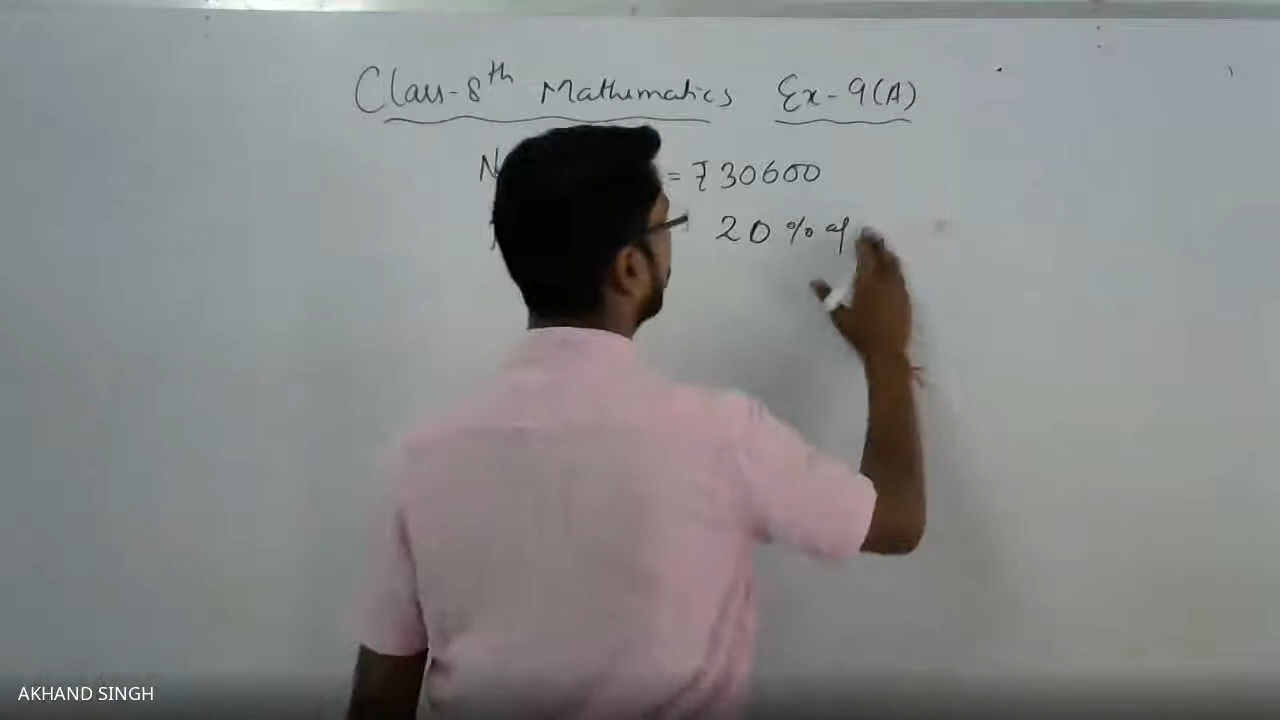 Class-8th Mathematics Ex-9(A)
N = ₹30600
20% of
AKHAND SINGH